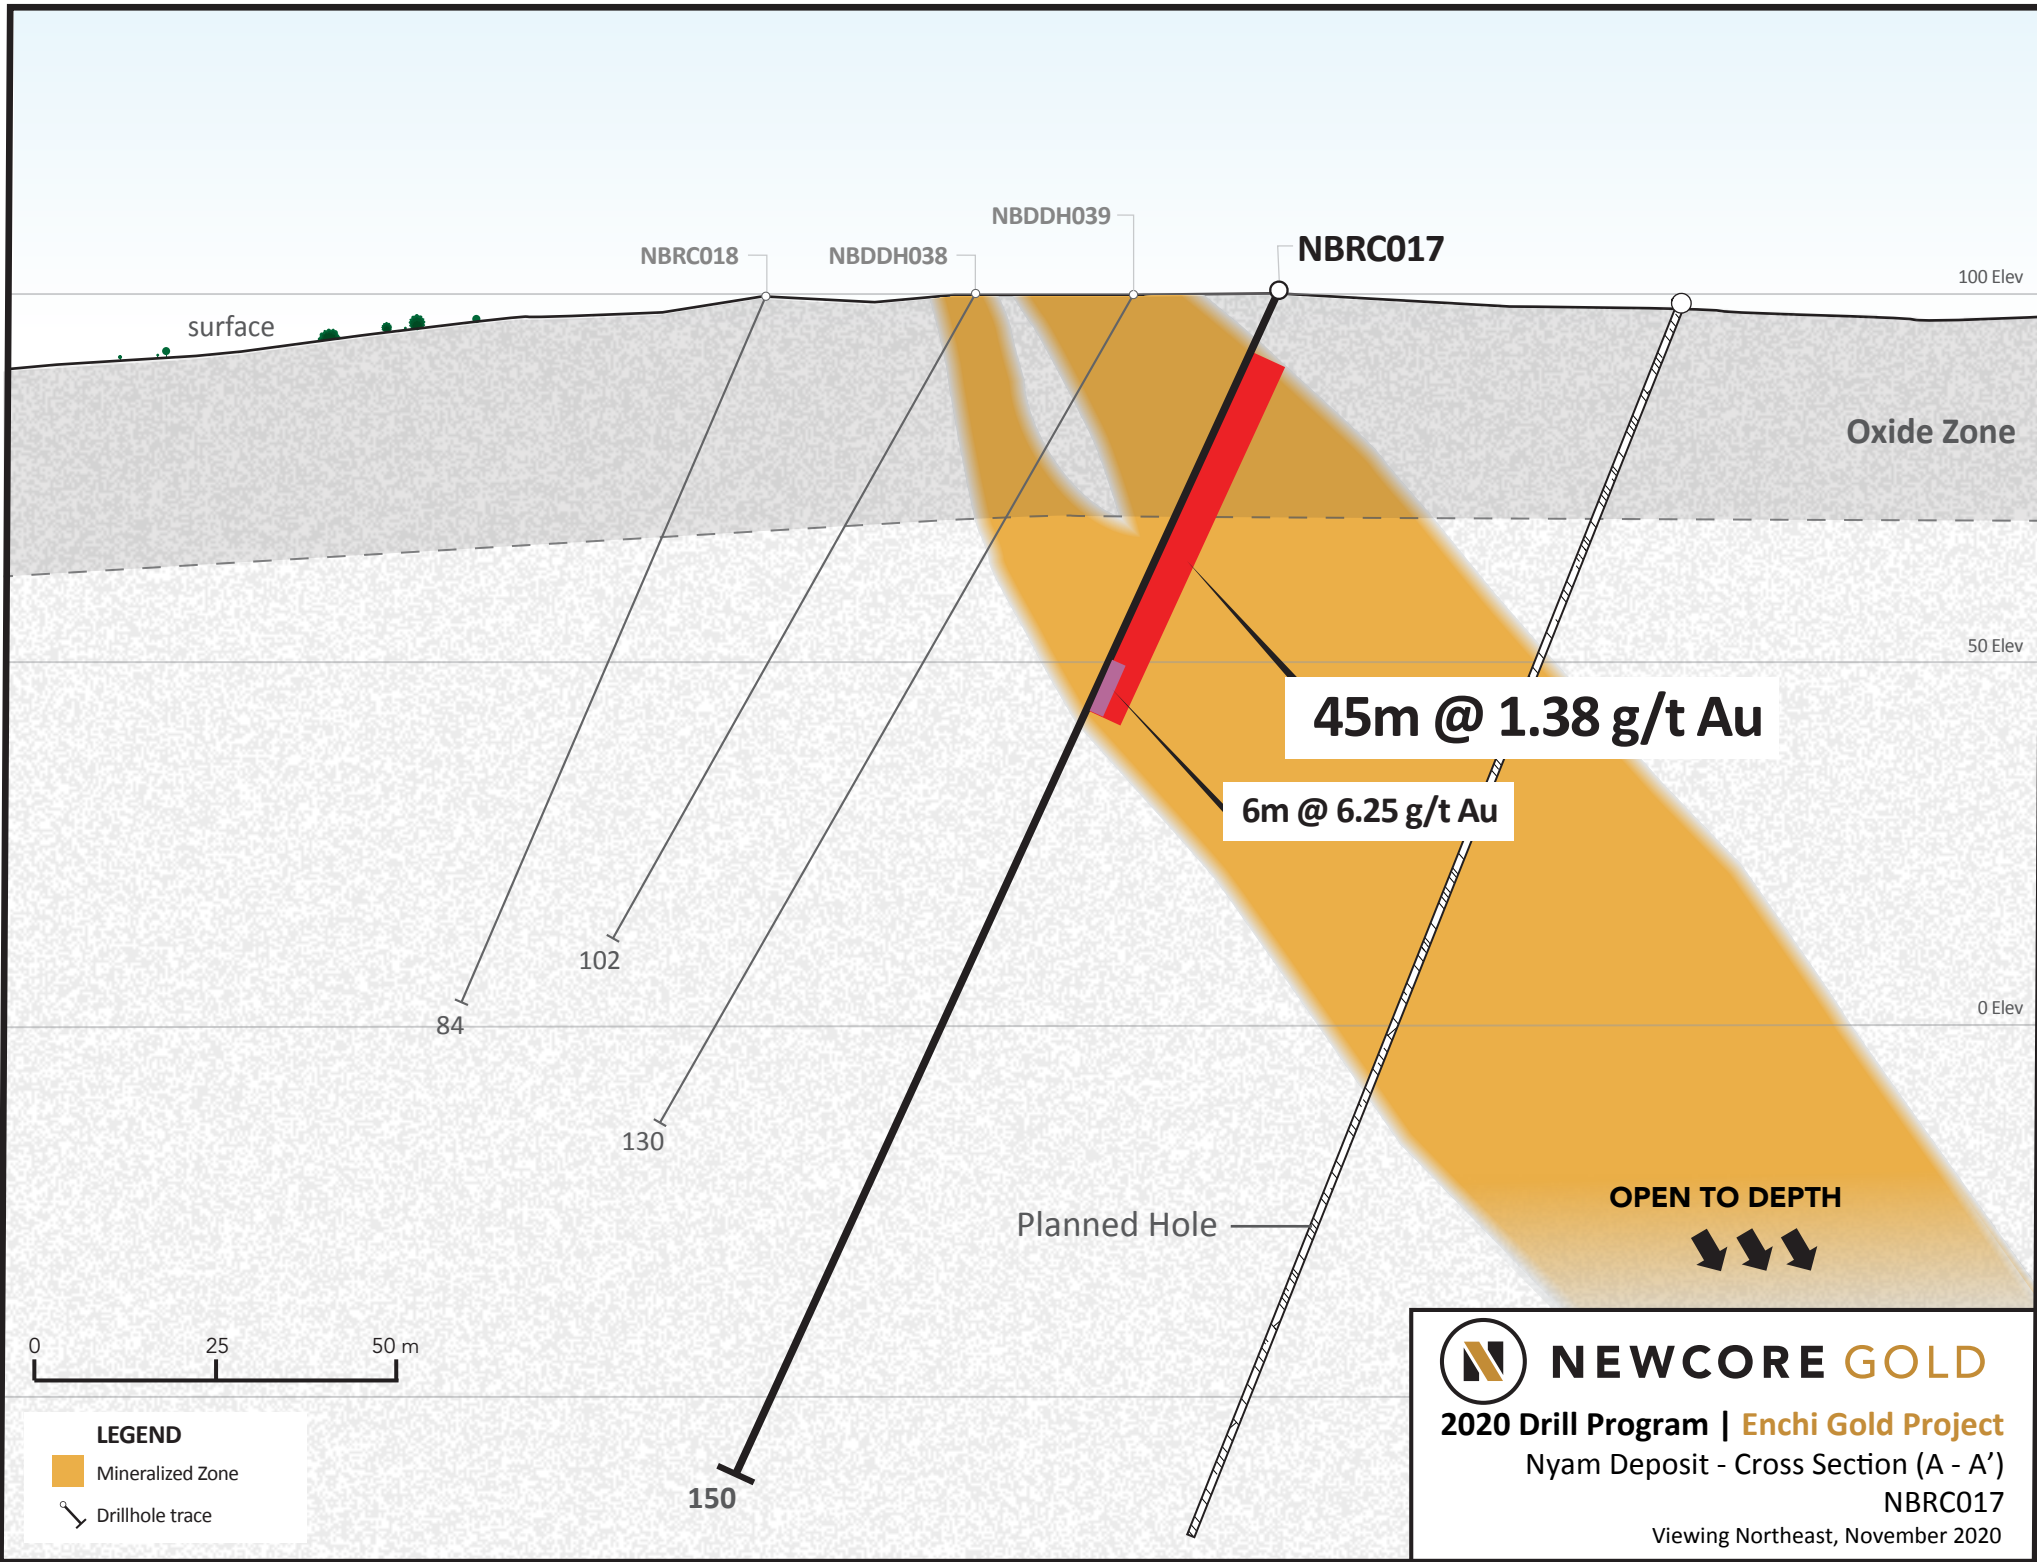 NBDDH039
NBRC018
NBDDH038
NBRC017
100 Elev
surface
Oxide Zone
50 Elev
45m @ 1.38 g/t Au
6m @ 6.25 g/t Au
102
0 Elev
84
130
OPEN TO DEPTH
Planned Hole
0 25 50 m
150
LEGEND
Mineralized Zone
Drillhole trace
N
NEWCORE GOLD
2020 Drill Program | Enchi Gold Project
Nyam Deposit - Cross Section (A - A’)
NBRC017
Viewing Northeast, November 2020